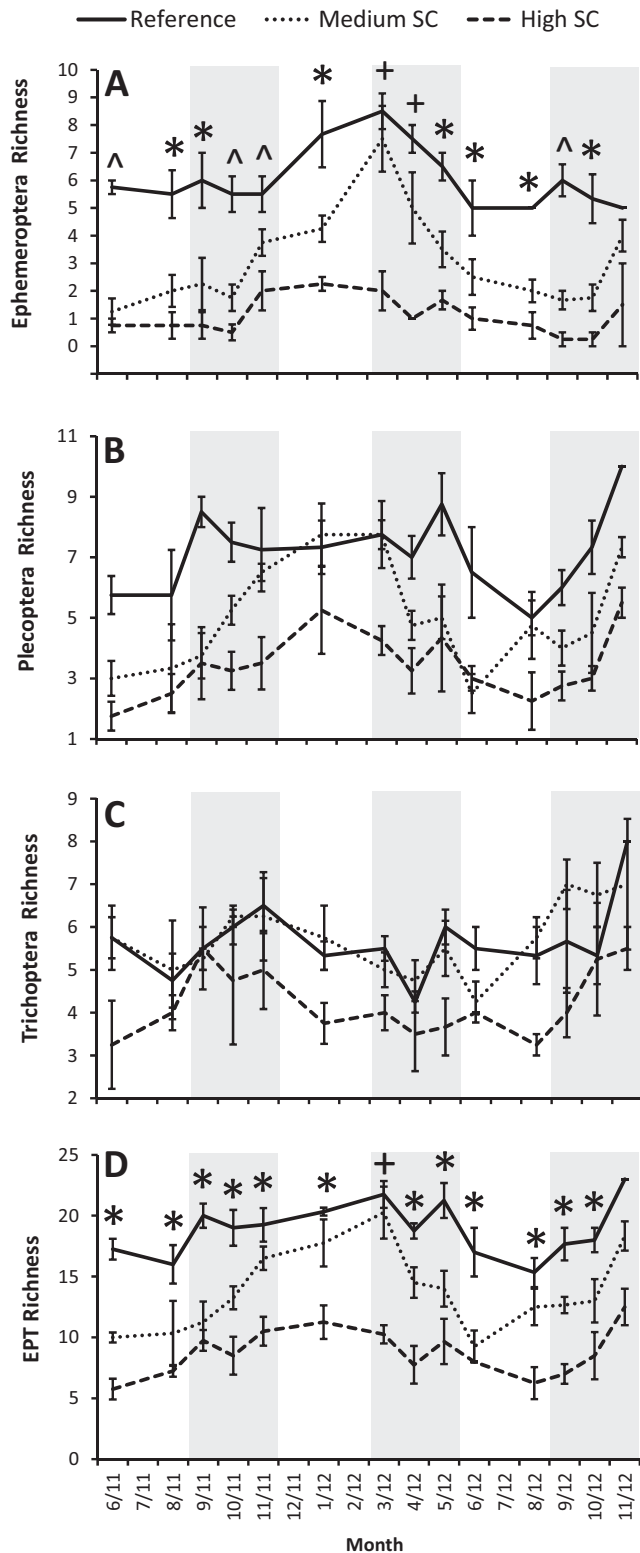 Reference Medium SC High SC
A
Ephemeroptera Richness
10
9
8
7
6
5
4
3
2
1
0
^ * * ^ ^ * + + * * * ^ *
B
Plecoptera Richness
11
9
7
5
3
1
C
Trichoptera Richness
9
8
7
6
5
4
3
2
D
EPT Richness
25
20
15
10
5
0
* * * * * * + * * * * * *
6/11 7/11 8/11 9/11 10/11 11/11 12/11 1/12 2/12 3/12 4/12 5/12 6/12 7/12 8/12 9/12 10/12 11/12
Month